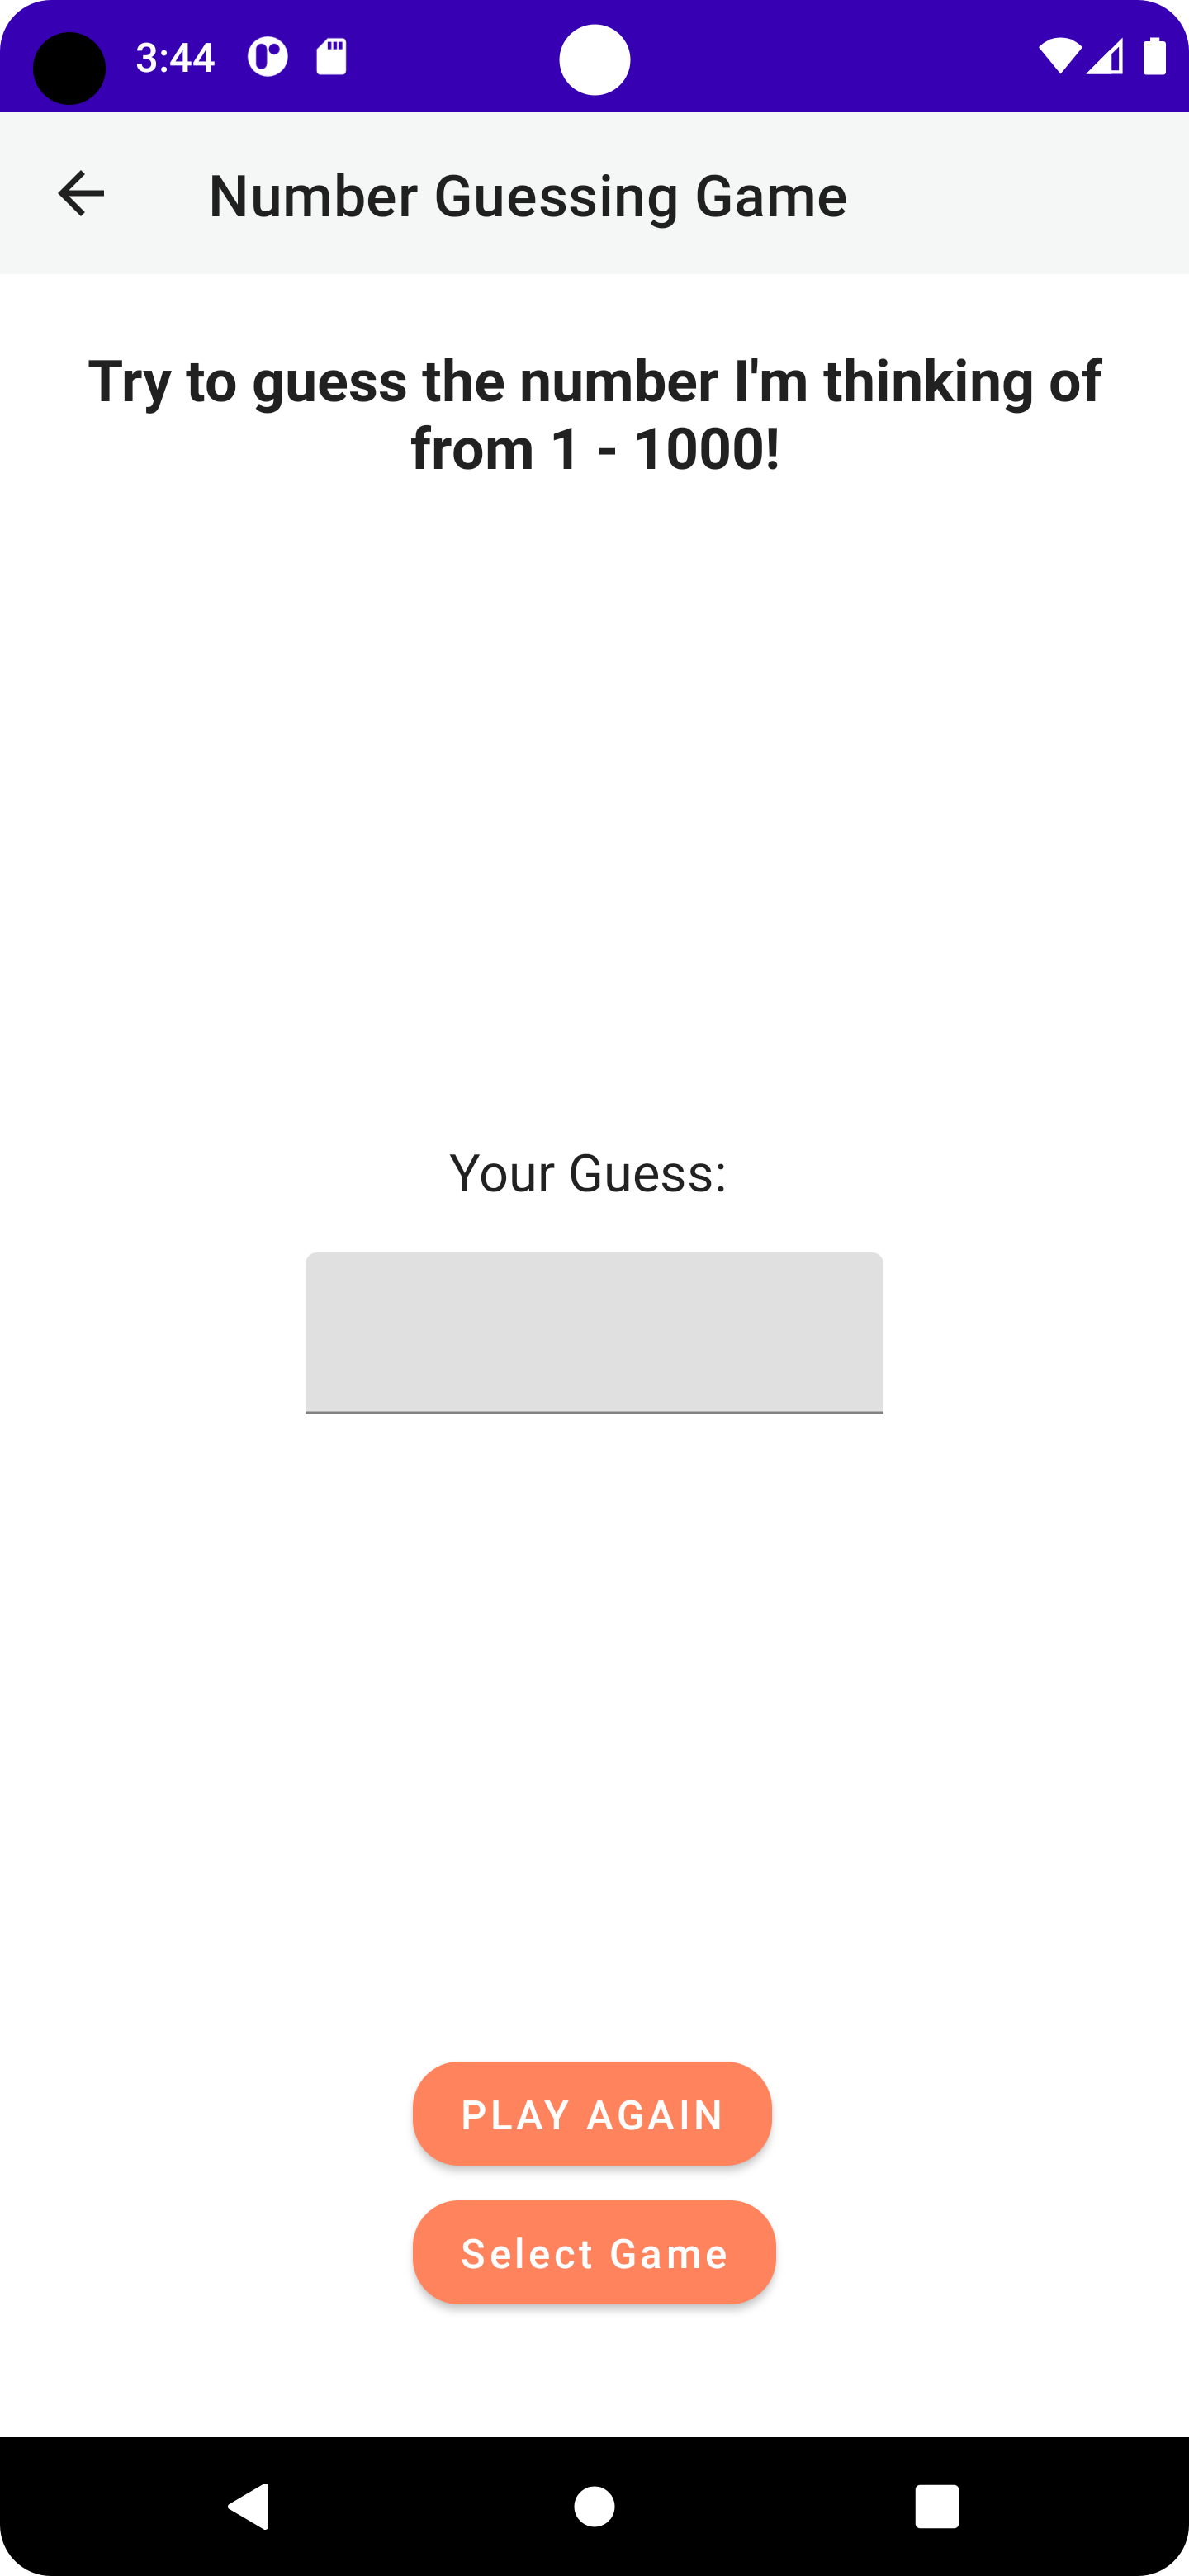 3:44
Number Guessing Game
Try to guess the number I'm thinking of
from 1 - 1000!
Your Guess:
PLAY AGAIN
Select Game